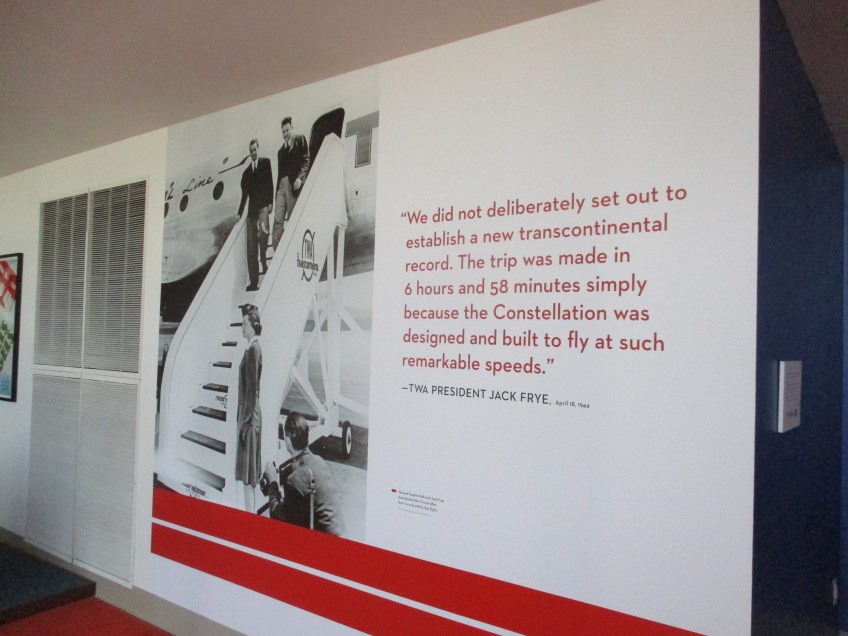 Line
T
TWA
“We did not deliberately set out to
establish a new transcontinental
record. The trip was made in
6 hours and 58 minutes simply
because the Constellation was
designed and built to fly at such
remarkable speeds.”
—TWA PRESIDENT JACK FRYE, April 18, 1944